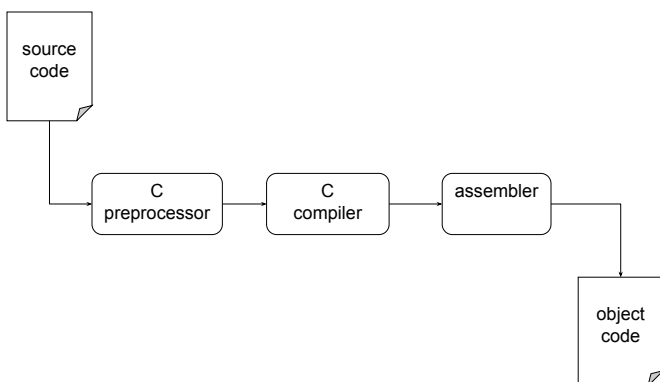 source
code
C
preprocessor
C
compiler
assembler
object
code